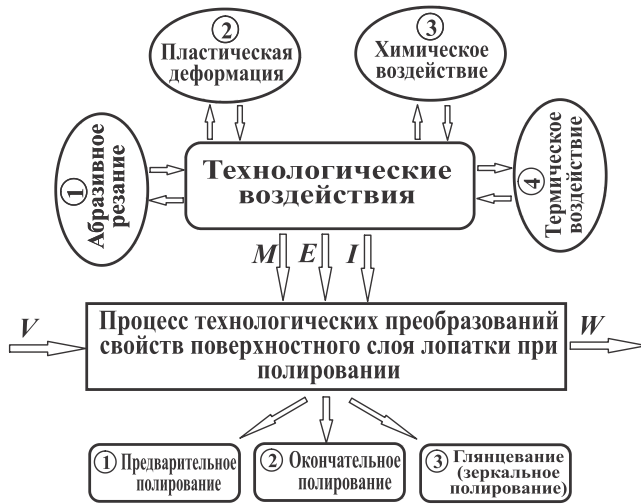 ②
Пластическая
деформация
③
Химическое
воздействие
①
Абразивное
резание
Технологические
воздействия
④
Термическое
воздействие
M E I
V
Процесс технологических преобразований
свойств поверхностного слоя лопатки при
полировании
W
① Предварительное
полирование
② Окончательное
полирование
③ Глянцевание
(зеркальное
полирование)